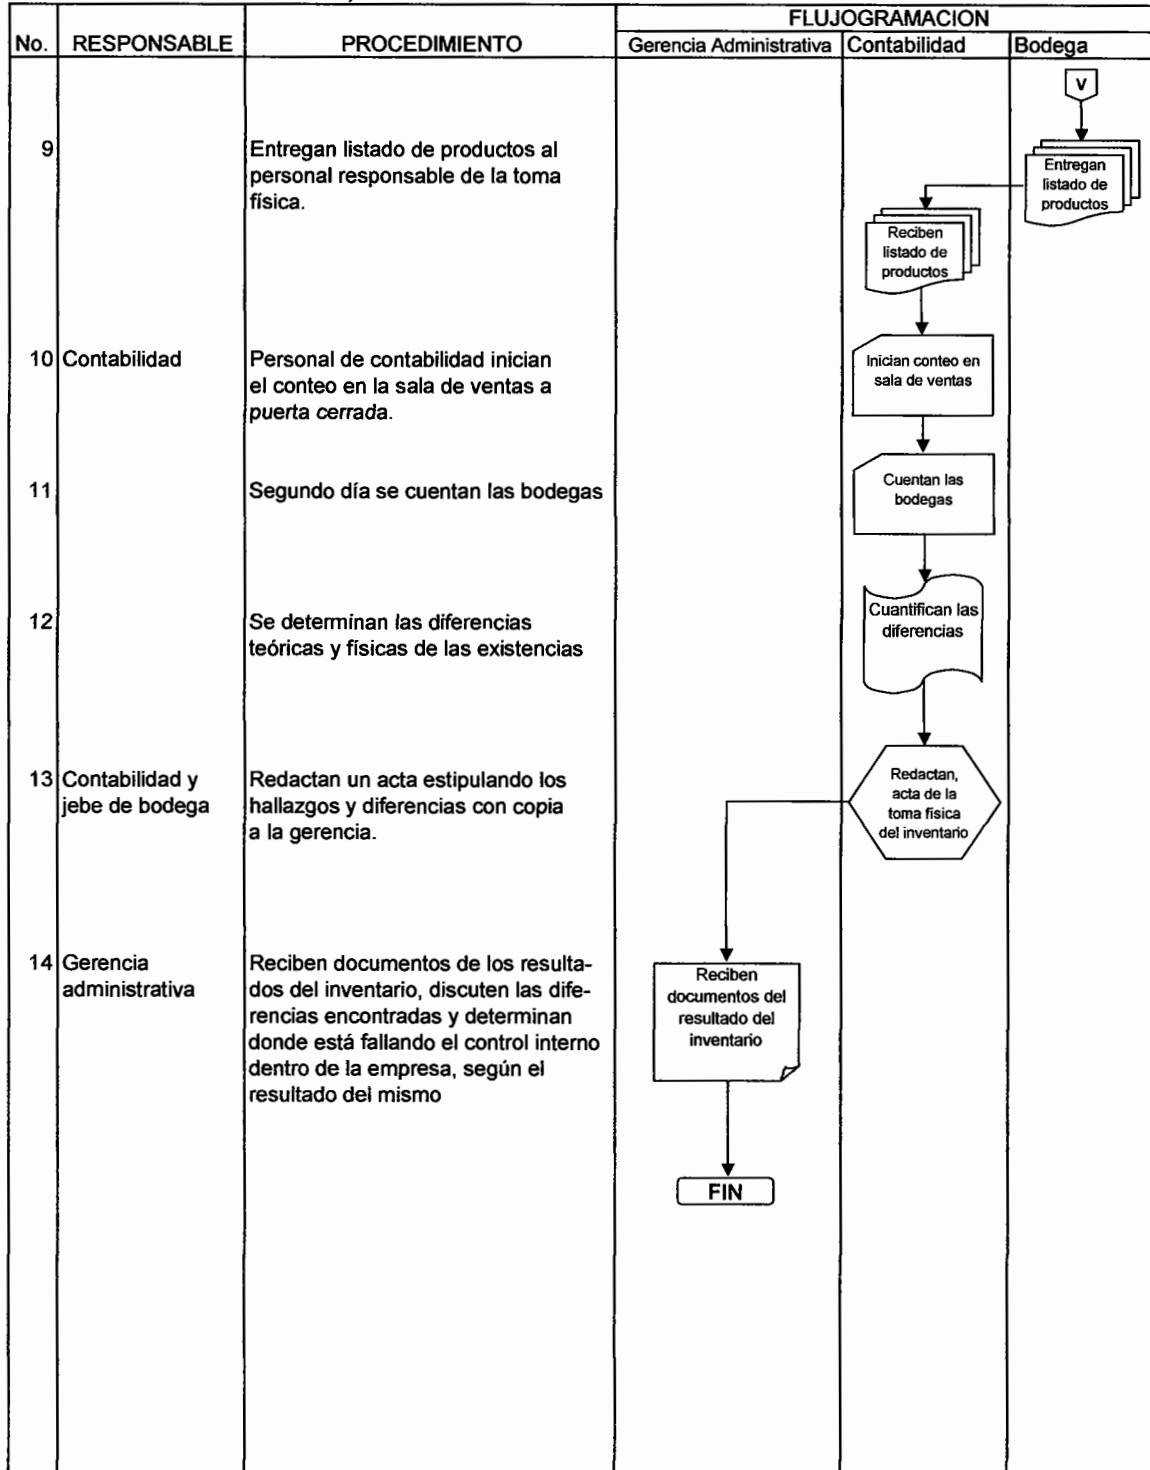 FLUJOGRAMACION
No. RESPONSABLE PROCEDIMIENTO Gerencia Administrativa Contabilidad Bodega
V
9 Entregan listado de productos al
personal responsable de la toma
física.
Entregan
listado de
productos
Reciben
listado de
productos
10 Contabilidad Personal de contabilidad inician
el conteo en la sala de ventas a
puerta cerrada.
Inician conteo en
sala de ventas
11 Segundo día se cuentan las bodegas
Cuentan las
bodegas
12 Se determinan las diferencias
teóricas y físicas de las existencias
Cuantifican las
diferencias
13 Contabilidad y Redactan un acta estipulando los
jebe de bodega hallazgos y diferencias con copia
a la gerencia.
Redactan,
acta de la
toma física
del inventario
14 Gerencia Reciben documentos de los resulta-
administrativa dos del inventario, discuten las dife-
rencias encontradas y determinan
donde está fallando el control interno
dentro de la empresa, según el
resultado del mismo
Reciben
documentos del
resultado del
inventario
FIN